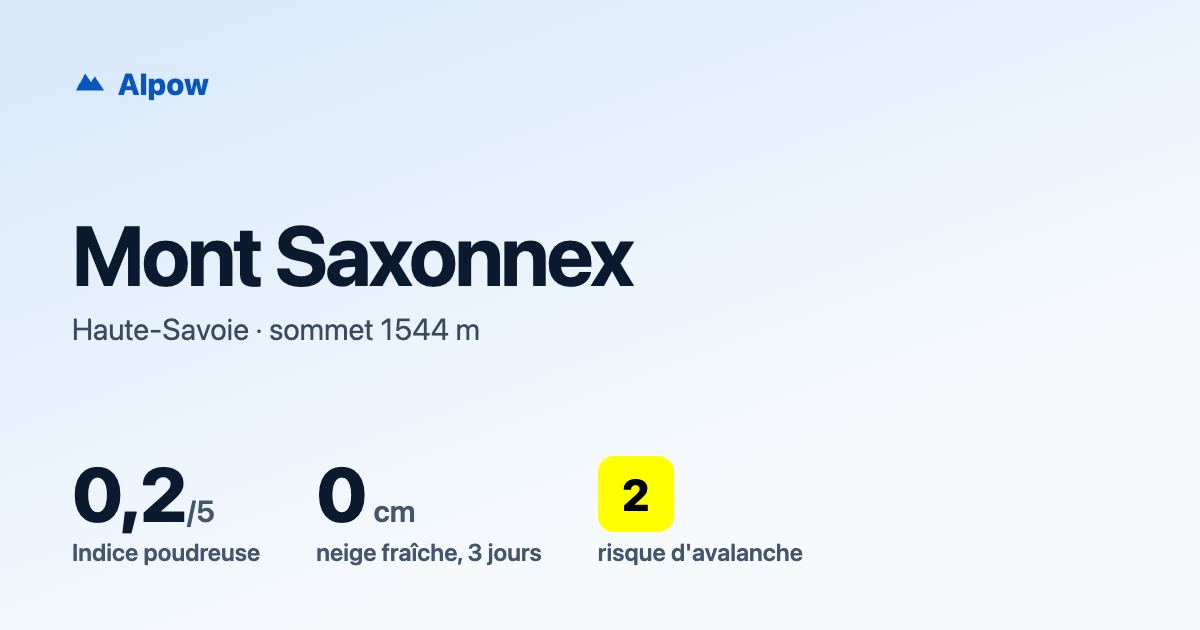 Alpow
Mont Saxonnex
Haute-Savoie · sommet 1544 m
0,2/5
0 cm
2
Indice poudreuse
neige fraîche, 3 jours
risque d'avalanche